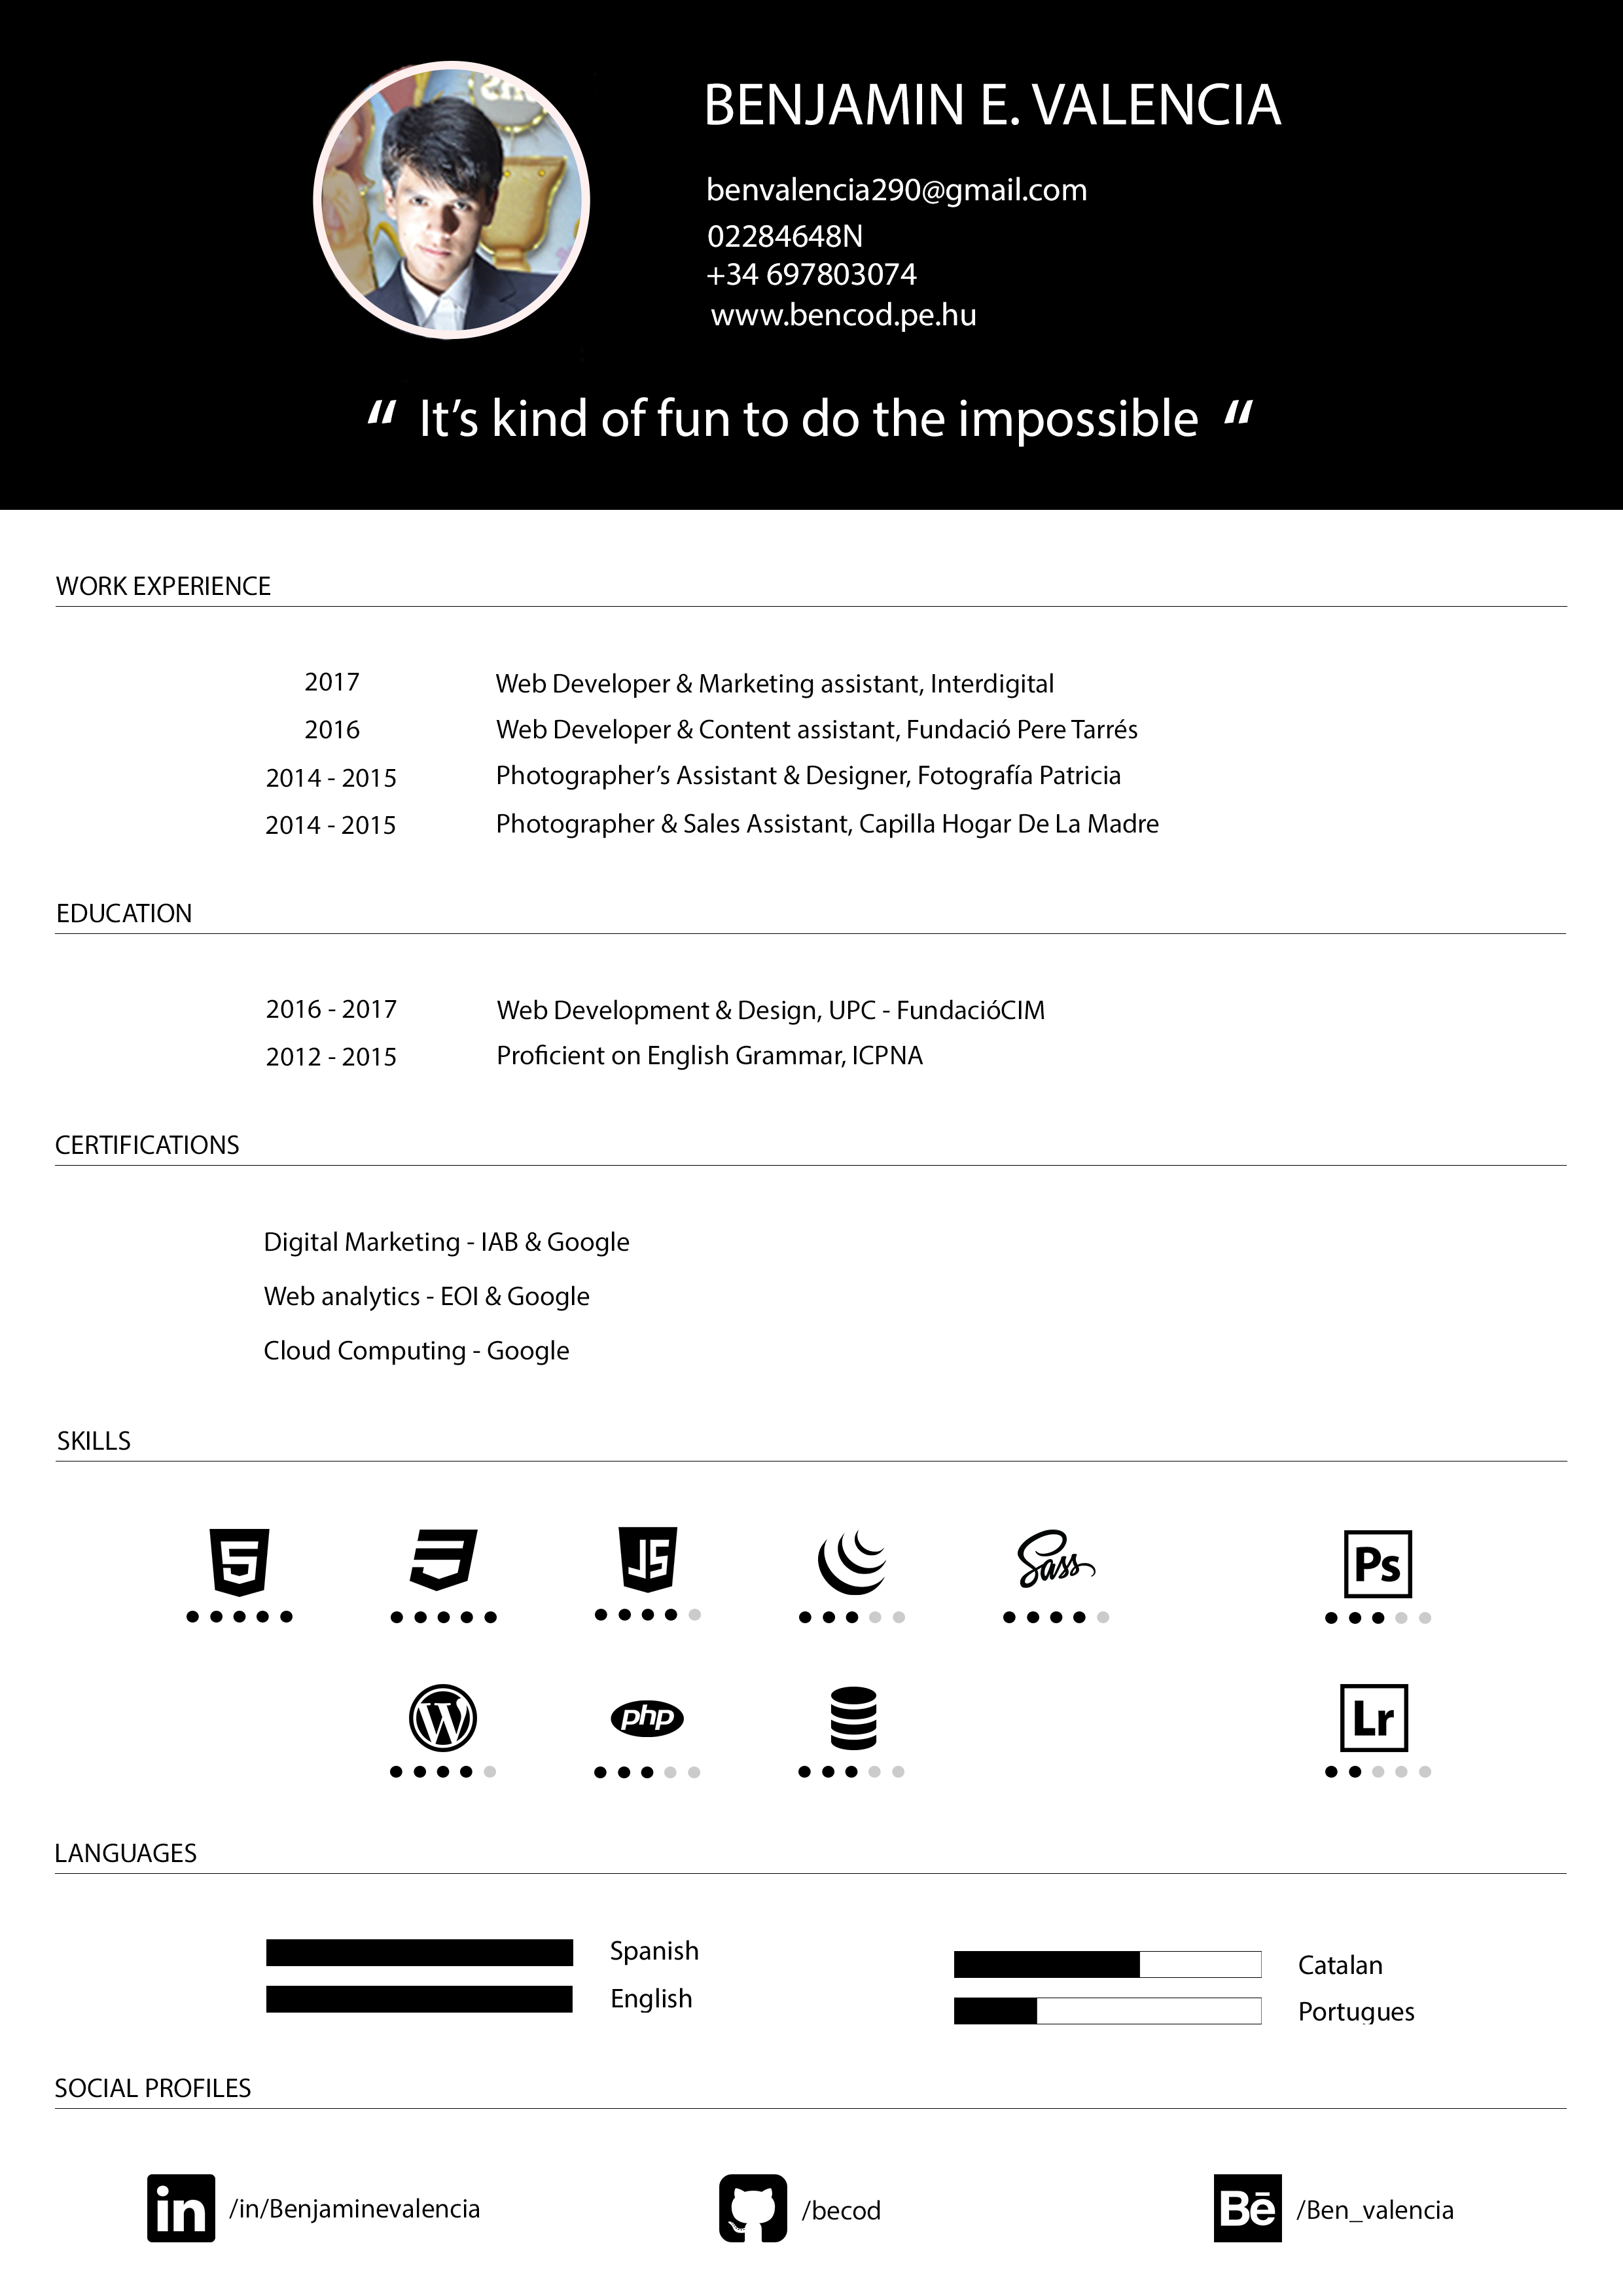 BENJAMIN E. VALENCIA
benvalencia290@gmail.com
02284648N
+34 697803074
www.bencod.pe.hu
“ It’s kind of fun to do the impossible “
WORK EXPERIENCE
2017 Web Developer & Marketing assistant, Interdigital
2016 Web Developer & Content assistant, Fundació Pere Tarrés
2014 - 2015 Photographer’s Assistant & Designer, Fotografía Patricia
2014 - 2015 Photographer & Sales Assistant, Capilla Hogar De La Madre
EDUCATION
2016 - 2017 Web Development & Design, UPC - FundacióCIM
2012 - 2015 Proficient on English Grammar, ICPNA
CERTIFICATIONS
Digital Marketing - IAB & Google
Web analytics - EOI & Google
Cloud Computing - Google
SKILLS
5 JS Sass Ps
W php Lr
LANGUAGES
Spanish Catalan
English Portugues
SOCIAL PROFILES
in /in/Benjaminevalencia /becod Bē /Ben_valencia